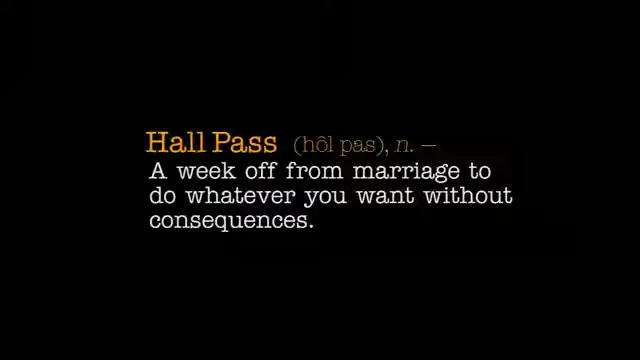 Hall Pass (hôl pas), n. —
A week off from marriage to
do whatever you want without
consequences.